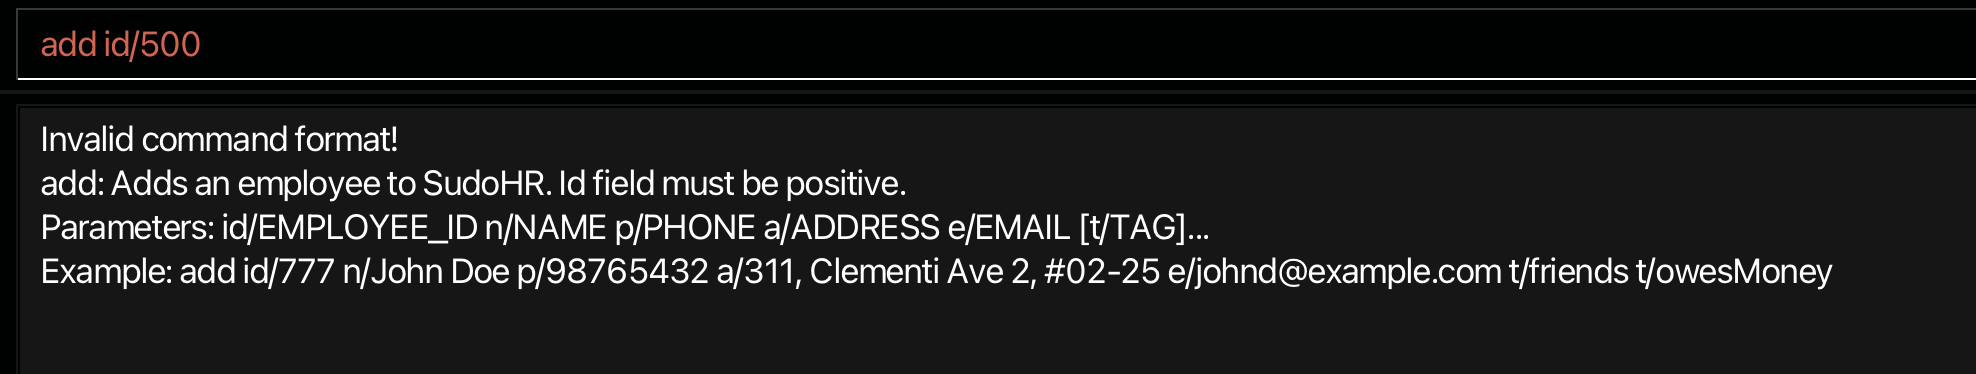 add id/500
Invalid command format!
add: Adds an employee to SudoHR. Id field must be positive.
Parameters: id/EMPLOYEE_ID n/NAME p/PHONE a/ADDRESS e/EMAIL [t/TAG]...
Example: add id/777 n/John Doe p/98765432 a/311, Clementi Ave 2, #02-25 e/johnd@example.com t/friends t/owesMoney